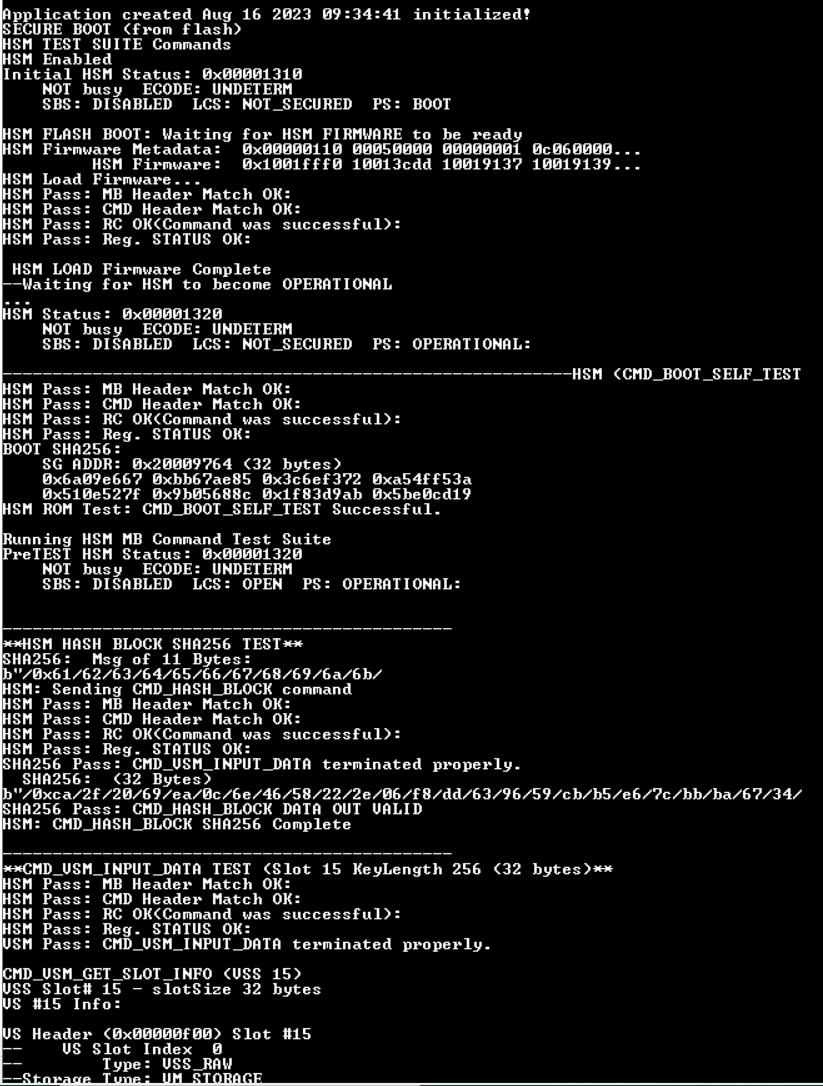 Application created Aug 16 2023 09:34:41 initialized!
SECURE BOOT (from flash)
HSM TEST SUITE Commands
HSM Enabled
Initial HSM Status: 0x00001310
NOT busy  ECODE: UNDETERM
SBS: DISABLED  LCS: NOT_SECURED  PS: BOOT
HSM FLASH BOOT: Waiting for HSM FIRMWARE to be ready
HSM Firmware Metadata:  0x00000110 00050000 00000001 0c060000...
HSM Firmware: 0x1001fff0 10013cdd 10019137 10019139...
HSM Load Firmware...
HSM Pass: MB Header Match OK:
HSM Pass: CMD Header Match OK:
HSM Pass: RC OK(Command was successful):
HSM Pass: Reg. STATUS OK:
HSM LOAD Firmware Complete
--Waiting for HSM to become OPERATIONAL
...
HSM Status: 0x00001320
NOT busy  ECODE: UNDETERM
SBS: DISABLED  LCS: NOT_SECURED  PS: OPERATIONAL:
---------------------------------------------------------HSM (CMD_BOOT_SELF_TEST
HSM Pass: MB Header Match OK:
HSM Pass: CMD Header Match OK:
HSM Pass: RC OK(Command was successful):
HSM Pass: Reg. STATUS OK:
BOOT SHA256:
SG ADDR: 0x20009764 (32 bytes)
0x6a09e667 0xbb67ae85 0x3c6ef372 0xa54ff53a
0x510e527f 0x9b05688c 0x1f83d9ab 0x5be0cd19
HSM ROM Test: CMD_BOOT_SELF_TEST Successful.
Running HSM MB Command Test Suite
PreTEST HSM Status: 0x00001320
NOT busy  ECODE: UNDETERM
SBS: DISABLED  LCS: OPEN  PS: OPERATIONAL:
---------------------------------------------
**HSM HASH BLOCK SHA256 TEST**
SHA256:  Msg of 11 Bytes:
b"/0x61/62/63/64/65/66/67/68/69/6a/6b/
HSM: Sending CMD_HASH_BLOCK command
HSM Pass: MB Header Match OK:
HSM Pass: CMD Header Match OK:
HSM Pass: RC OK(Command was successful):
HSM Pass: Reg. STATUS OK:
SHA256 Pass: CMD_VSM_INPUT_DATA terminated properly.
SHA256:  (32 Bytes)
b"/0xca/2f/20/69/ea/0c/6e/46/58/22/2e/06/f8/dd/63/96/59/cb/b5/e6/7c/bb/ba/67/34/
SHA256 Pass: CMD_HASH_BLOCK DATA OUT VALID
HSM: CMD_HASH_BLOCK SHA256 Complete
---------------------------------------------
**CMD_VSM_INPUT_DATA TEST (Slot 15 KeyLength 256 (32 bytes)**
HSM Pass: MB Header Match OK:
HSM Pass: CMD Header Match OK:
HSM Pass: RC OK(Command was successful):
HSM Pass: Reg. STATUS OK:
VSM Pass: CMD_VSM_INPUT_DATA terminated properly.
CMD_VSM_GET_SLOT_INFO (VSS 15)
VSS Slot# 15 - slotSize 32 bytes
VS #15 Info:
VS Header (0x00000f00) Slot #15
--    VS Slot Index  0
--        Type: VSS_RAW
--Storage Type: VM STORAGE